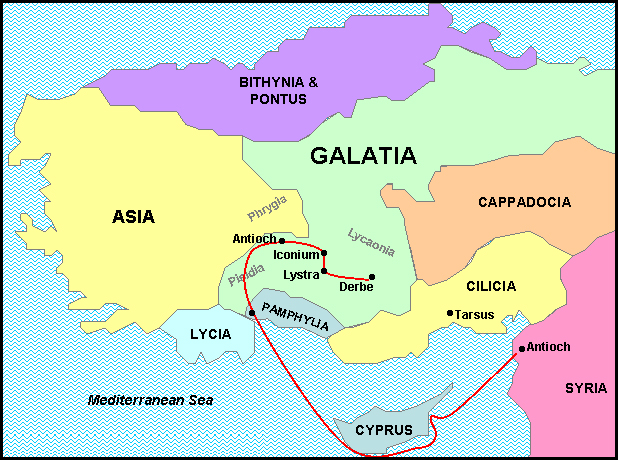 BITHYNIA &
PONTUS
GALATIA
CAPPADOCIA
Phrygia
ASIA
Lycaonia
Antioch
Iconium
Pisidia
Lystra
Derbe
CILICIA
PAMPHYLIA
Tarsus
LYCIA
Antioch
SYRIA
Mediterranean Sea
CYPRUS